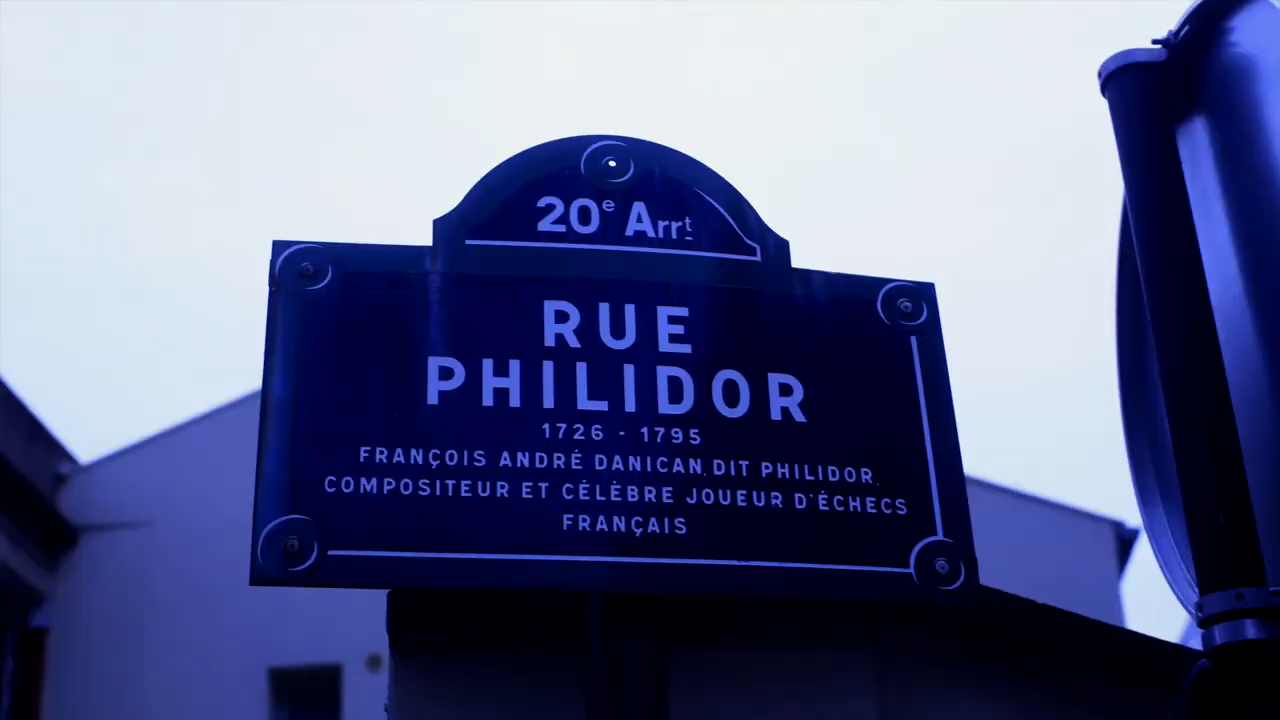 20e Arrt
RUE
PHILIDOR
1726 - 1795
FRANÇOIS ANDRÉ DANICAN, DIT PHILIDOR,
COMPOSITEUR ET CÉLÈBRE JOUEUR D'ÉCHECS
FRANÇAIS